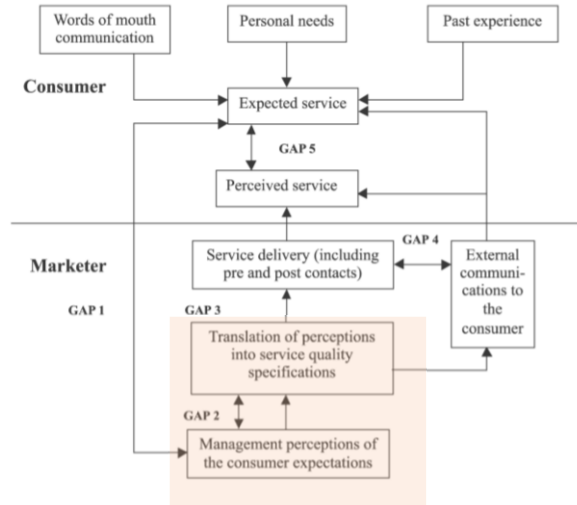 Words of mouth
communication
Personal needs
Past experience
Consumer
Expected service
GAP 5
Perceived service
GAP 4
Marketer
Service delivery (including
pre and post contacts)
External
communi-
cations to
the
consumer
GAP 1
GAP 3
Translation of perceptions
into service quality
specifications
GAP 2
Management perceptions of
the consumer expectations